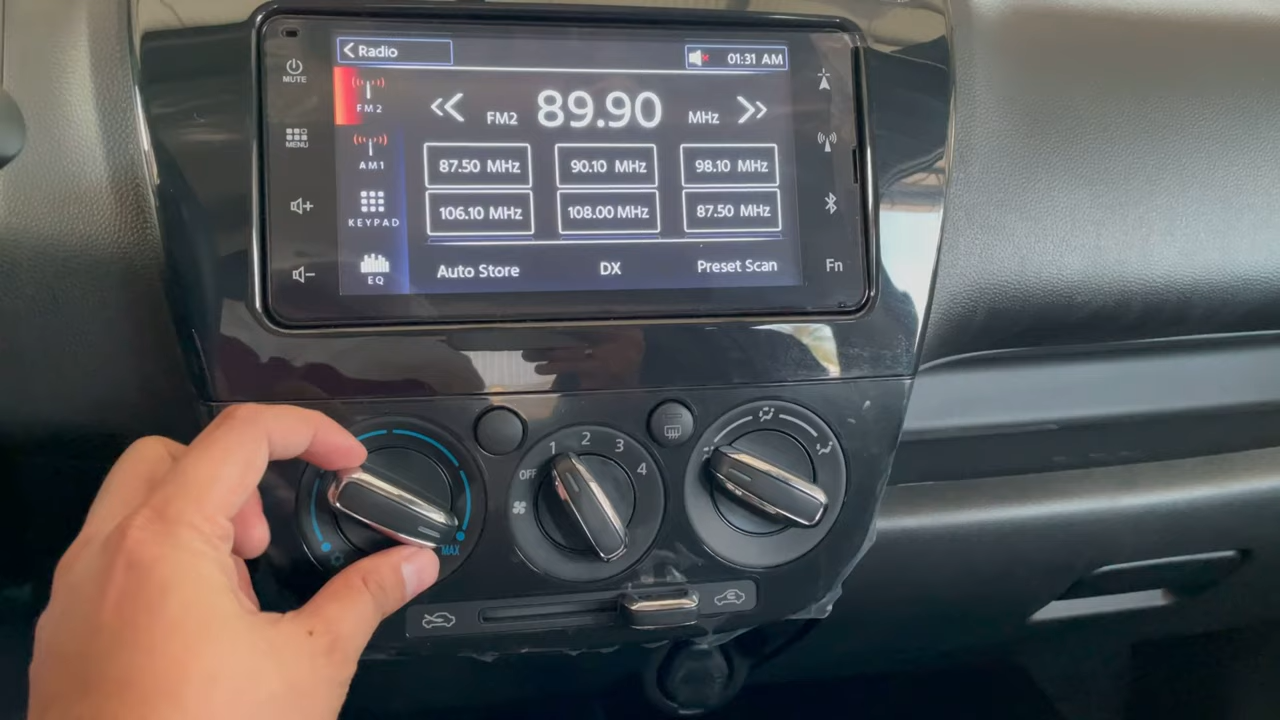 Radio
01:31 AM
MUTE
FM2
FM2
89.90
MHz
MENU
AM1
87.50 MHz
90.10 MHz
98.10 MHz
KEYPAD
106.10 MHz
108.00 MHz
87.50 MHz
EQ
Auto Store
DX
Preset Scan
Fn
OFF
1
2
3
4
MAX